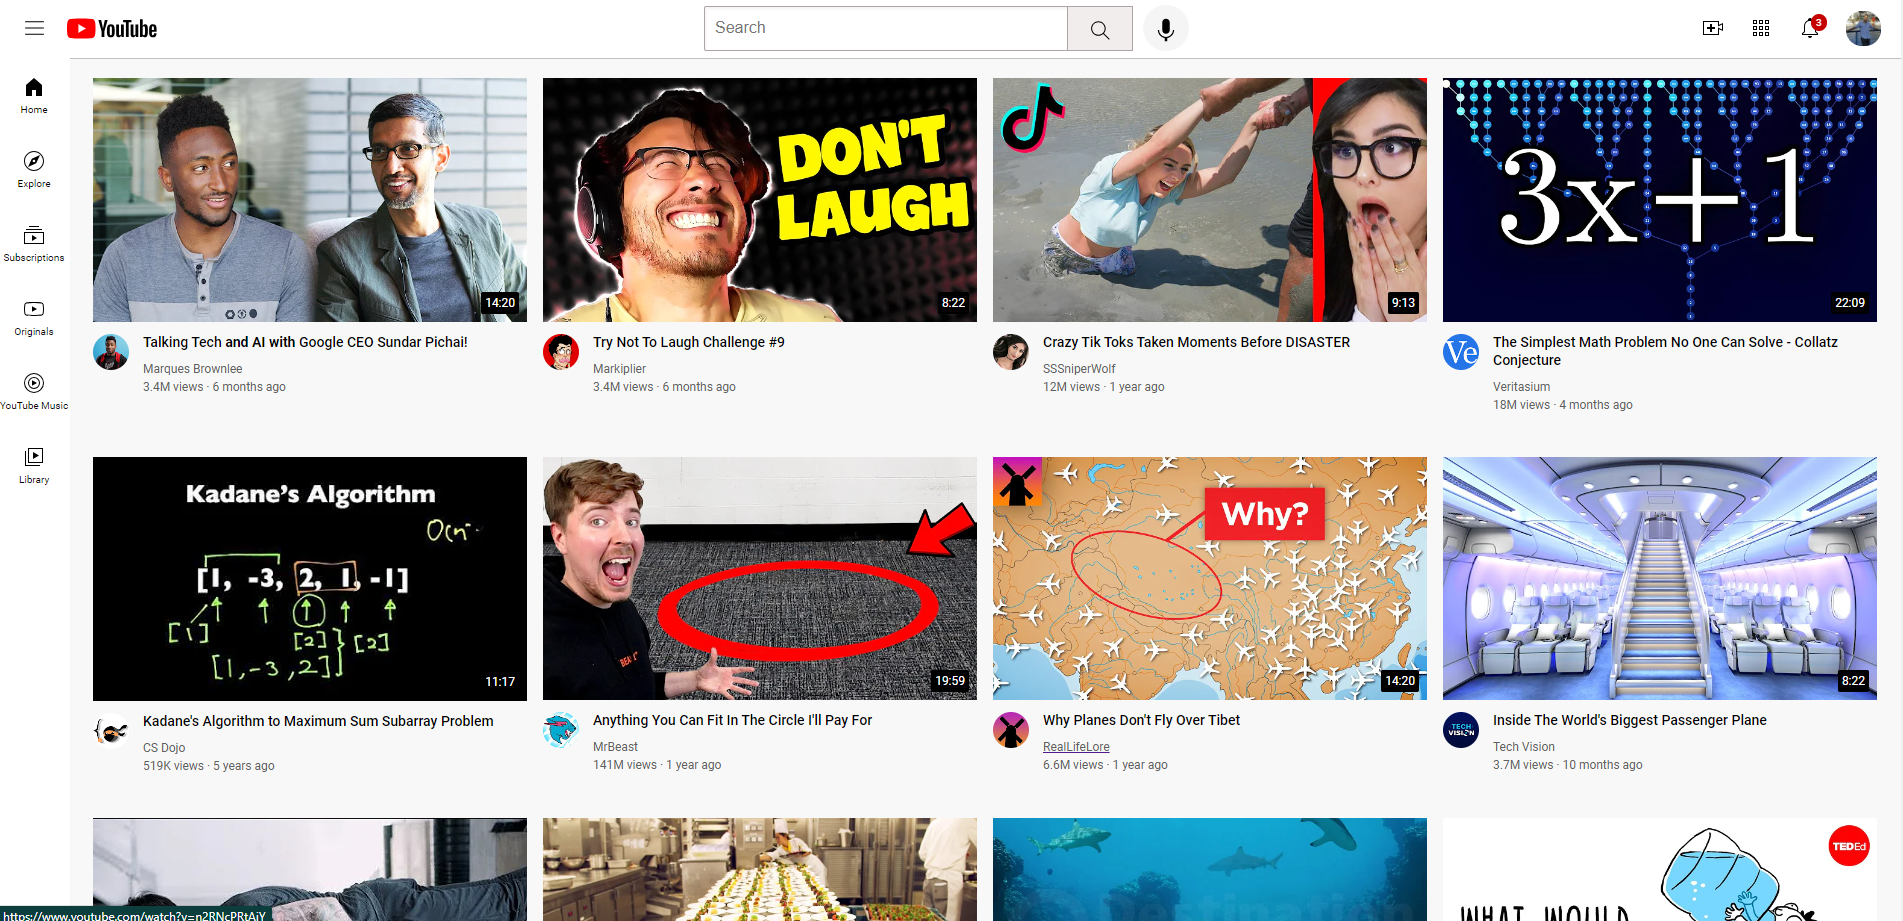 YouTube
Search
3
Home
Explore
Subscriptions
Originals
YouTube Music
Library
14:20
Talking Tech and AI with Google CEO Sundar Pichai!
Marques Brownlee
3.4M views · 6 months ago
DON'T
LAUGH
8:22
Try Not To Laugh Challenge #9
Markiplier
3.4M views · 6 months ago
9:13
Crazy Tik Toks Taken Moments Before DISASTER
SSSniperWolf
12M views · 1 year ago
3x+1
22:09
Ve
The Simplest Math Problem No One Can Solve - Collatz
Conjecture
Veritasium
18M views · 4 months ago
Kadane's Algorithm
O(n
[1, -3, 2, 1, -1]
[1] [2] [2]
[1, -3, 2]
11:17
Kadane's Algorithm to Maximum Sum Subarray Problem
CS Dojo
519K views · 5 years ago
19:59
Anything You Can Fit In The Circle I'll Pay For
MrBeast
141M views · 1 year ago
Why?
14:20
Why Planes Don't Fly Over Tibet
RealLifeLore
6.6M views · 1 year ago
8:22
TECH
VISION
Inside The World's Biggest Passenger Plane
Tech Vision
3.7M views · 10 months ago
TEDEd
WHAT WOULD
https://www.youtube.com/watch?v=n2RNcPRtAiY